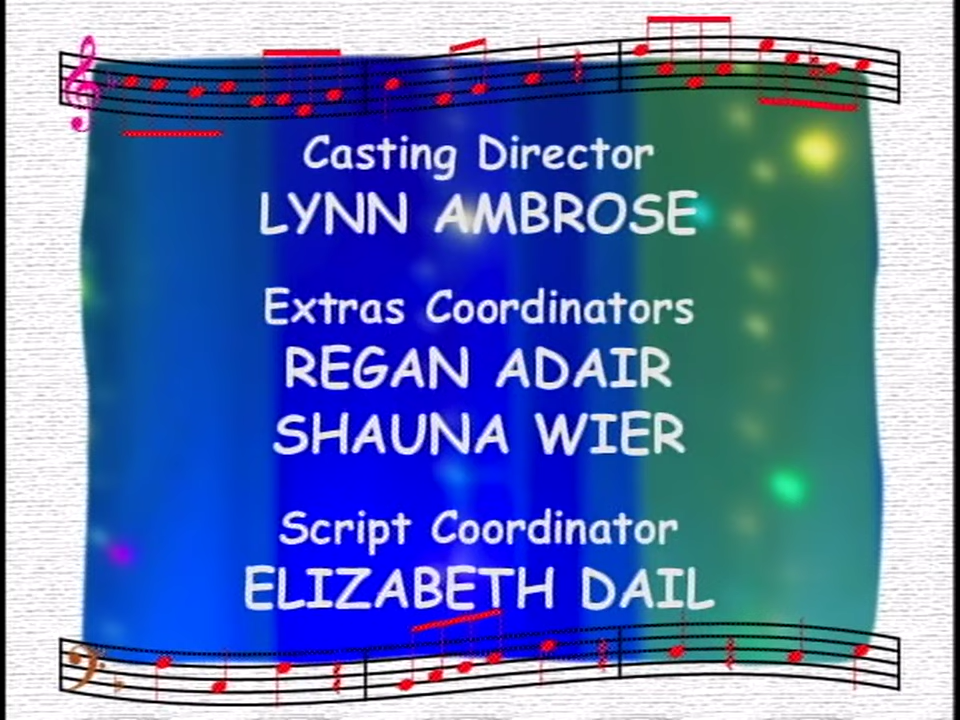 Casting Director
LYNN AMBROSE
Extras Coordinators
REGAN ADAIR
SHAUNA WIER
Script Coordinator
ELIZABETH DAIL